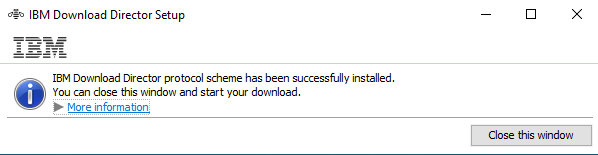 IBM Download Director Setup
IBM
IBM Download Director protocol scheme has been successfully installed.
You can close this window and start your download.
More information
Close this window